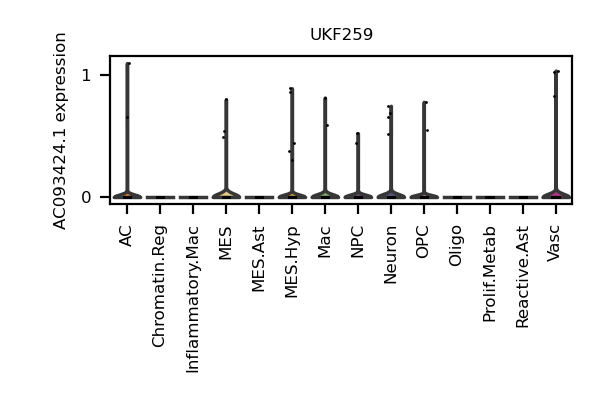 UKF259
AC093424.1 expression
1
0
AC
Chromatin.Reg
Inflammatory.Mac
MES
MES.Ast
MES.Hyp
Mac
NPC
Neuron
OPC
Oligo
Prolif.Metab
Reactive.Ast
Vasc